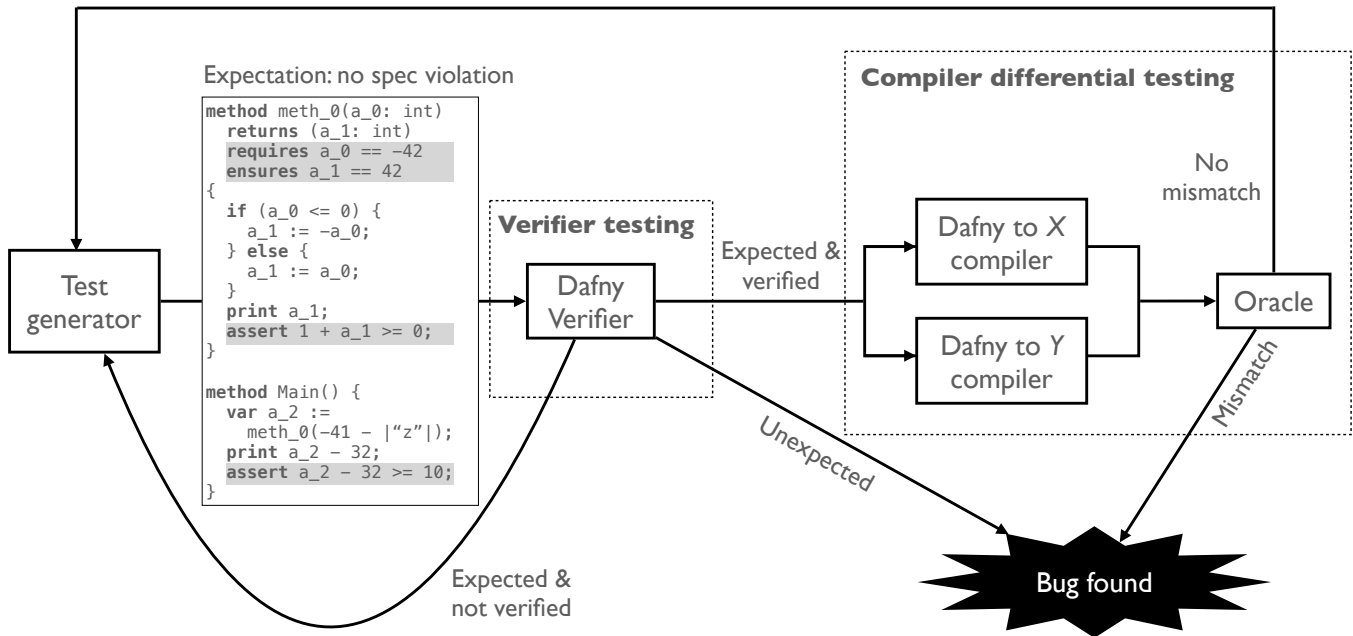 Expectation: no spec violation
method meth_0(a_0: int)
returns (a_1: int)
requires a_0 == −42
ensures a_1 == 42
{
if (a_0 <= 0) {
a_1 := −a_0;
} else {
a_1 := a_0;
}
print a_1;
assert 1 + a_1 >= 0;
}
method Main() {
var a_2 :=
meth_0(−41 − |“z”|);
print a_2 − 32;
assert a_2 − 32 >= 10;
}
Test
generator
Verifier testing
Dafny
Verifier
Expected &
verified
Expected &
not verified
Unexpected
Compiler differential testing
Dafny to X
compiler
Dafny to Y
compiler
No
mismatch
Oracle
Mismatch
Bug found